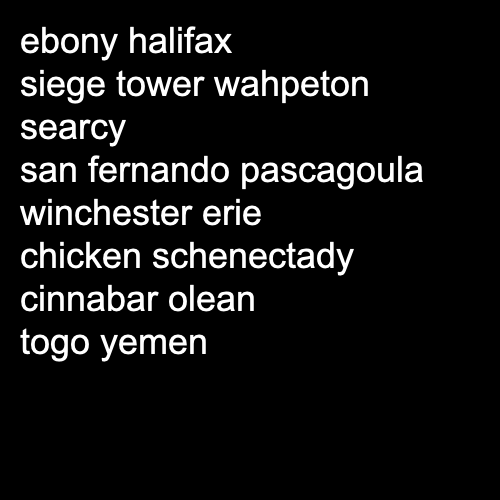 ebony halifax
siege tower wahpeton
searcy
san fernando pascagoula
winchester erie
chicken schenectady
cinnabar olean
togo yemen